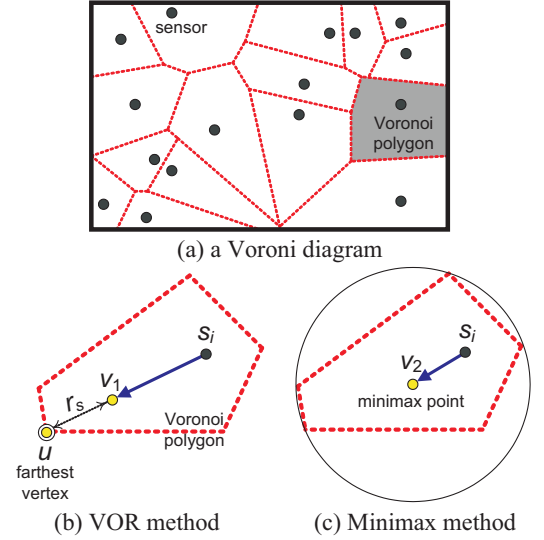 sensor
Voronoi
polygon
(a) a Voroni diagram
s_i
v_1
r_s
Voronoi
polygon
u
farthest
vertex
(b) VOR method
s_i
v_2
minimax point
(c) Minimax method